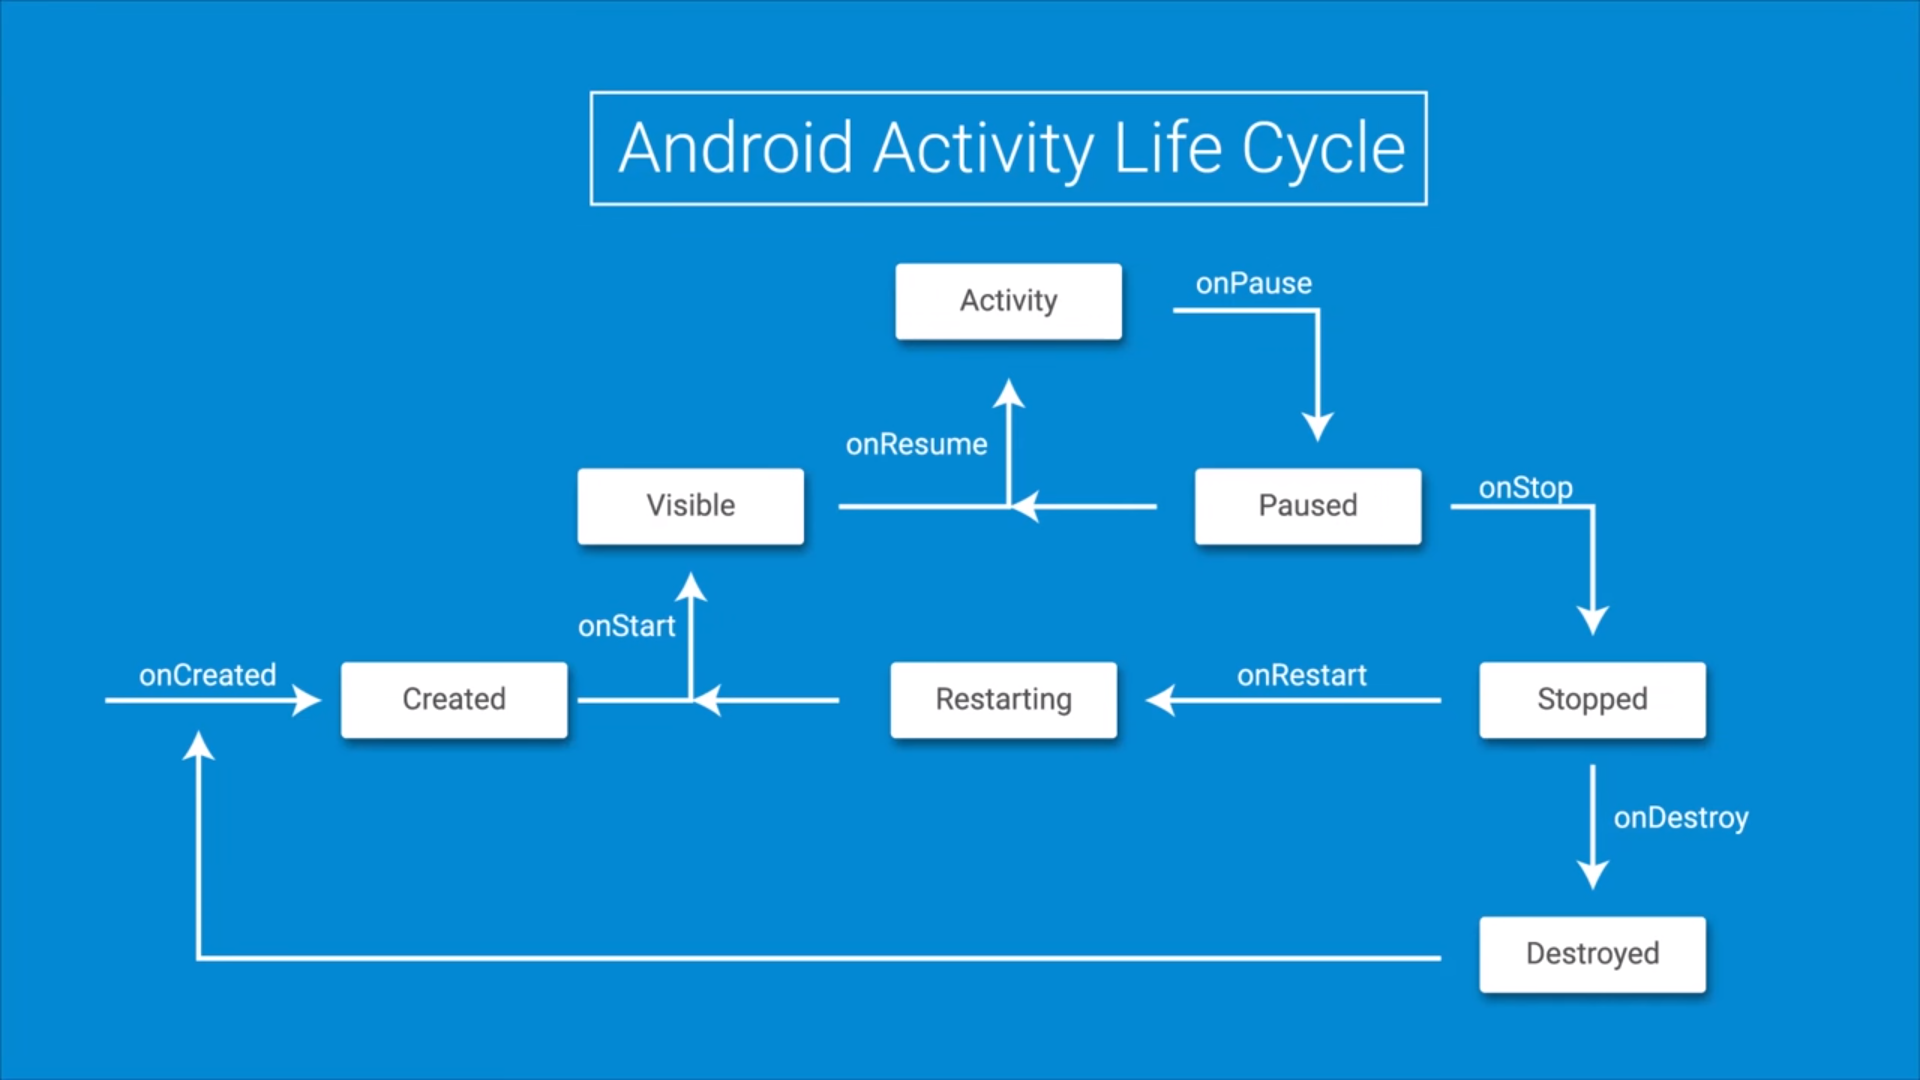 Android Activity Life Cycle
Activity
onPause
onResume
Visible
Paused
onStop
onStart
onCreated
Created
Restarting
onRestart
Stopped
onDestroy
Destroyed